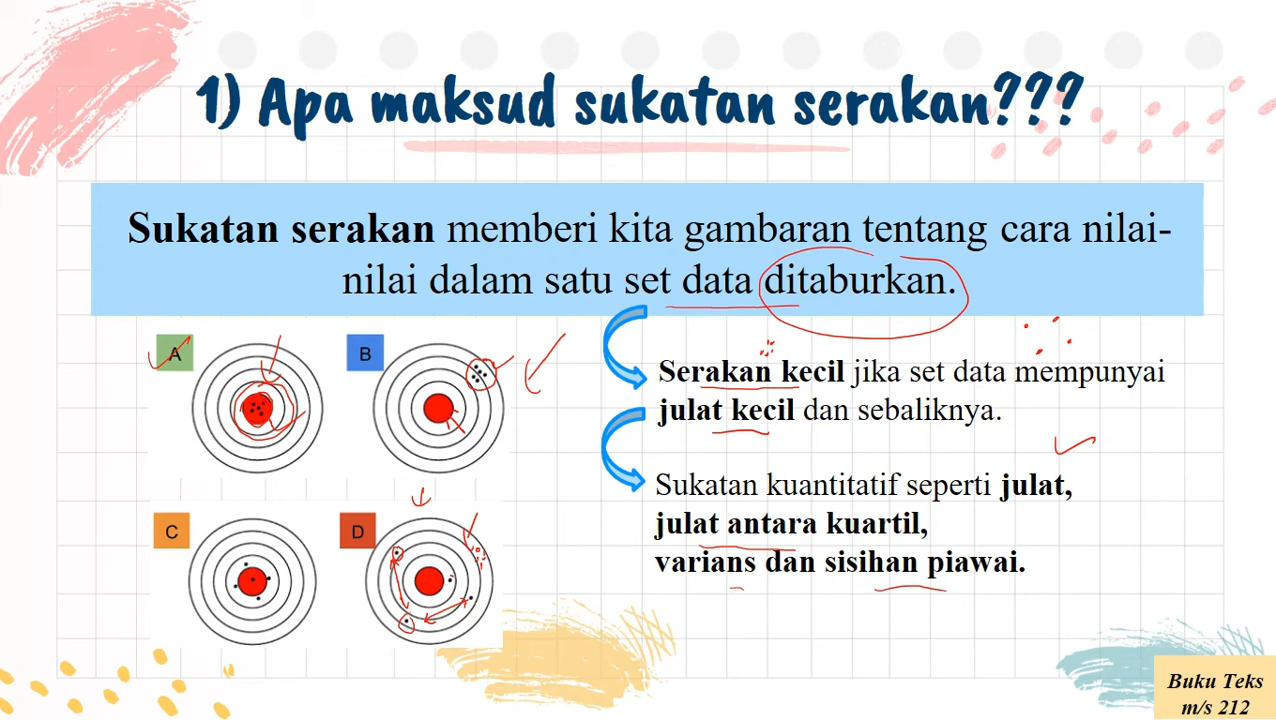 1) Apa maksud sukatan serakan???
Sukatan serakan memberi kita gambaran tentang cara nilai-
nilai dalam satu set data ditaburkan.
A
B
C
D
Serakan kecil jika set data mempunyai
julat kecil dan sebaliknya.
Sukatan kuantitatif seperti julat,
julat antara kuartil,
varians dan sisihan piawai.
Buku Teks
m/s 212